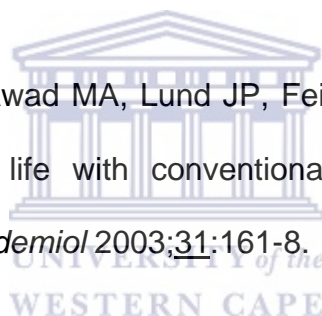 wad MA, Lund JP, Fei
life with conventiona
demiol 2003;31:161-8.
UNIVERSITY of the
WESTERN CAPE